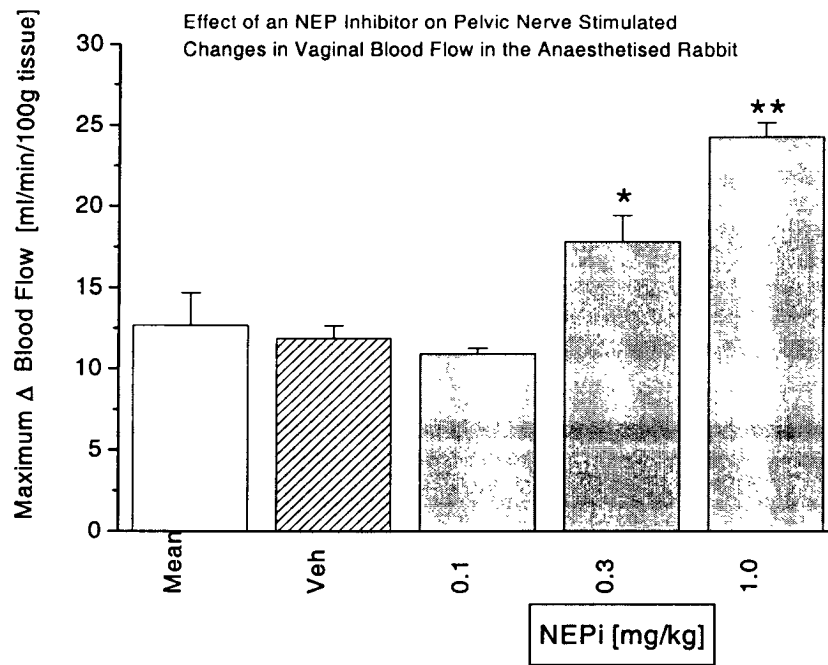 Effect of an NEP Inhibitor on Pelvic Nerve Stimulated
Changes in Vaginal Blood Flow in the Anaesthetised Rabbit
Maximum Δ Blood Flow [ml/min/100g tissue]
30
25
20
15
10
5
0
*
**
Mean
Veh
0.1
0.3
1.0
NEPi [mg/kg]